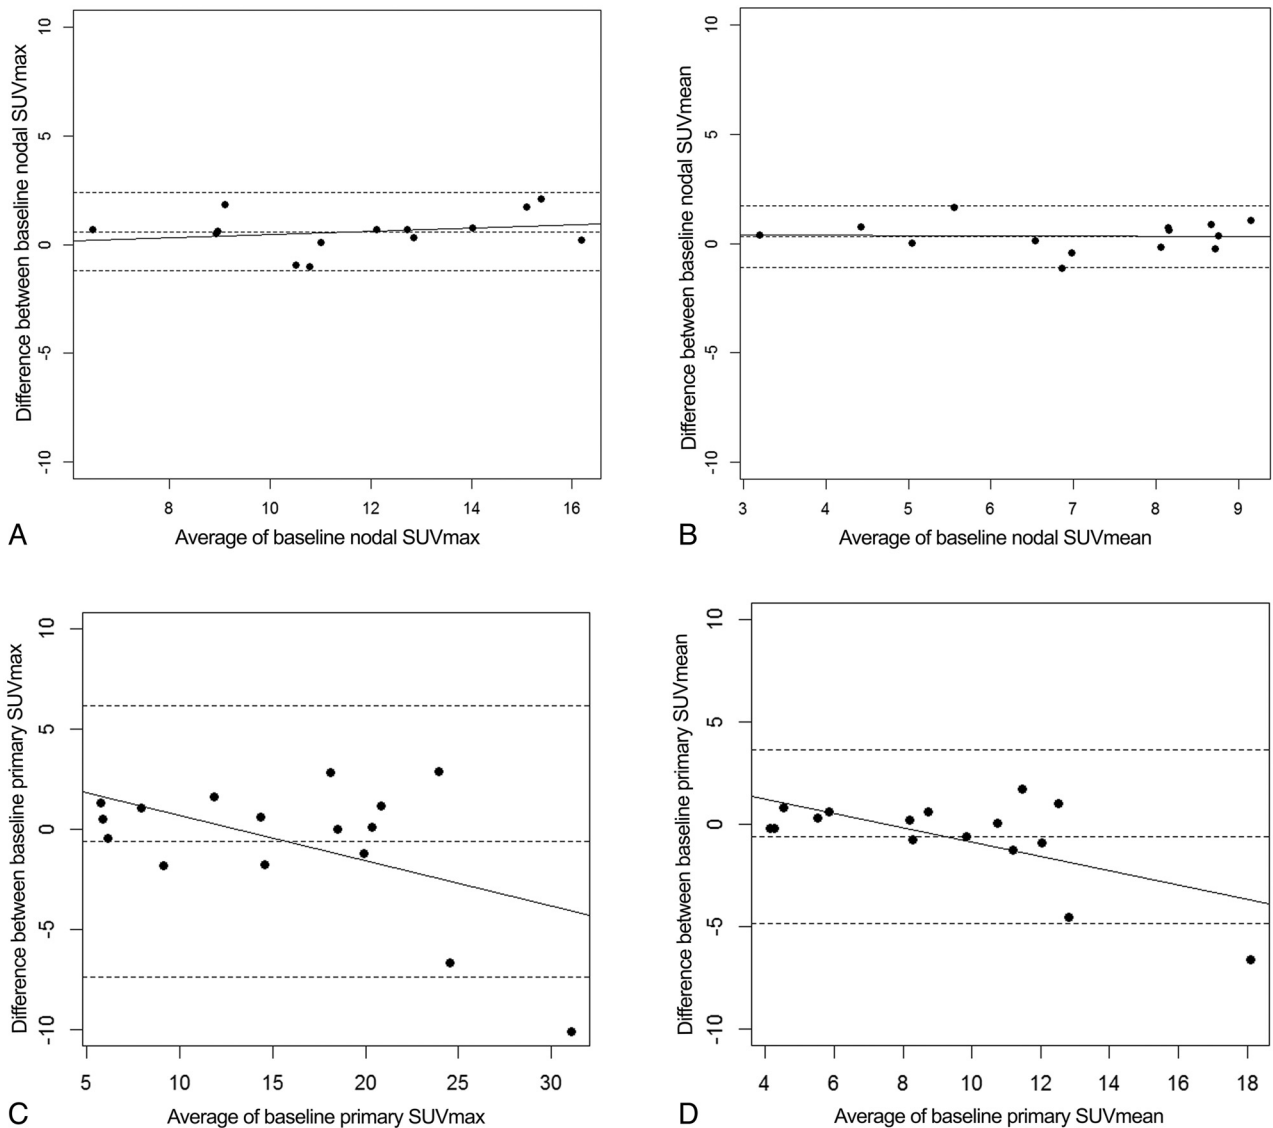 Difference between baseline nodal SUVmax
10
5
0
-5
-10
8 10 12 14 16
Average of baseline nodal SUVmax
A
Difference between baseline nodal SUVmean
10
5
0
-5
-10
3 4 5 6 7 8 9
Average of baseline nodal SUVmean
B
Difference between baseline primary SUVmax
10
5
0
-5
-10
5 10 15 20 25 30
Average of baseline primary SUVmax
C
Difference between baseline primary SUVmean
10
5
0
-5
-10
4 6 8 10 12 14 16 18
Average of baseline primary SUVmean
D